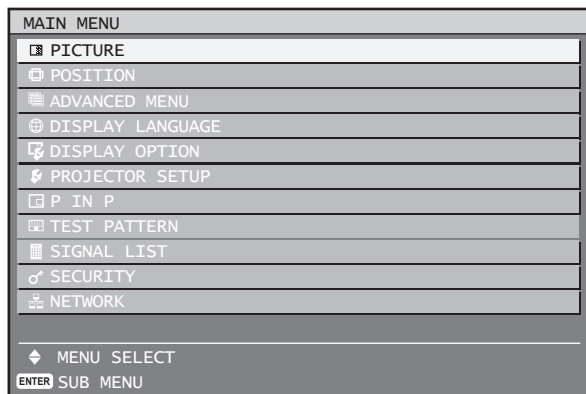 MAIN MENU
PICTURE
POSITION
ADVANCED MENU
DISPLAY LANGUAGE
DISPLAY OPTION
PROJECTOR SETUP
P IN P
TEST PATTERN
SIGNAL LIST
SECURITY
NETWORK
MENU SELECT
ENTER SUB MENU